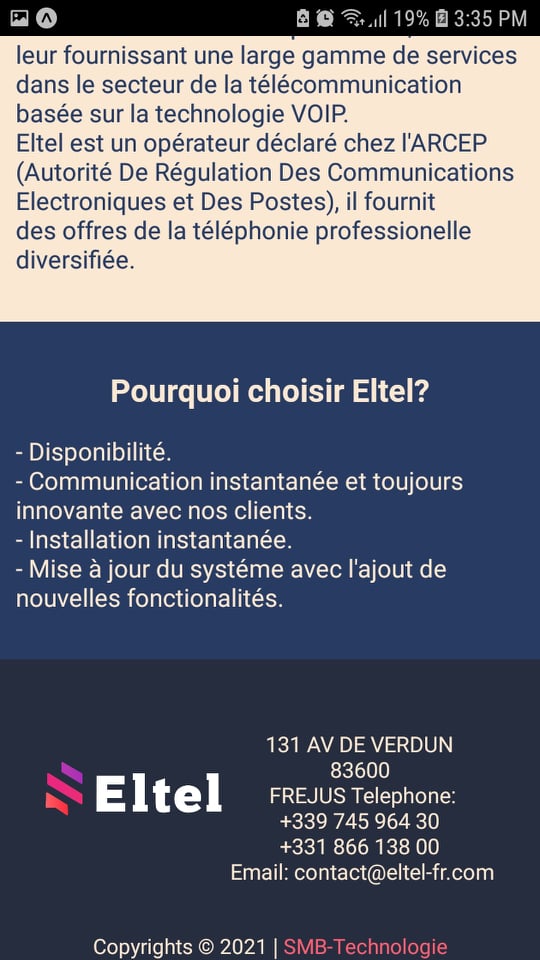 19% 3:35 PM
leur fournissant une large gamme de services
dans le secteur de la télécommunication
basée sur la technologie VOIP.
Eltel est un opérateur déclaré chez l'ARCEP
(Autorité De Régulation Des Communications
Electroniques et Des Postes), il fournit
des offres de la téléphonie professionelle
diversifiée.
Pourquoi choisir Eltel?
- Disponibilité.
- Communication instantanée et toujours
innovante avec nos clients.
- Installation instantanée.
- Mise à jour du systéme avec l'ajout de
nouvelles fonctionalités.
Eltel
131 AV DE VERDUN
83600
FREJUS Telephone:
+339 745 964 30
+331 866 138 00
Email: contact@eltel-fr.com
Copyrights © 2021 | SMB-Technologie